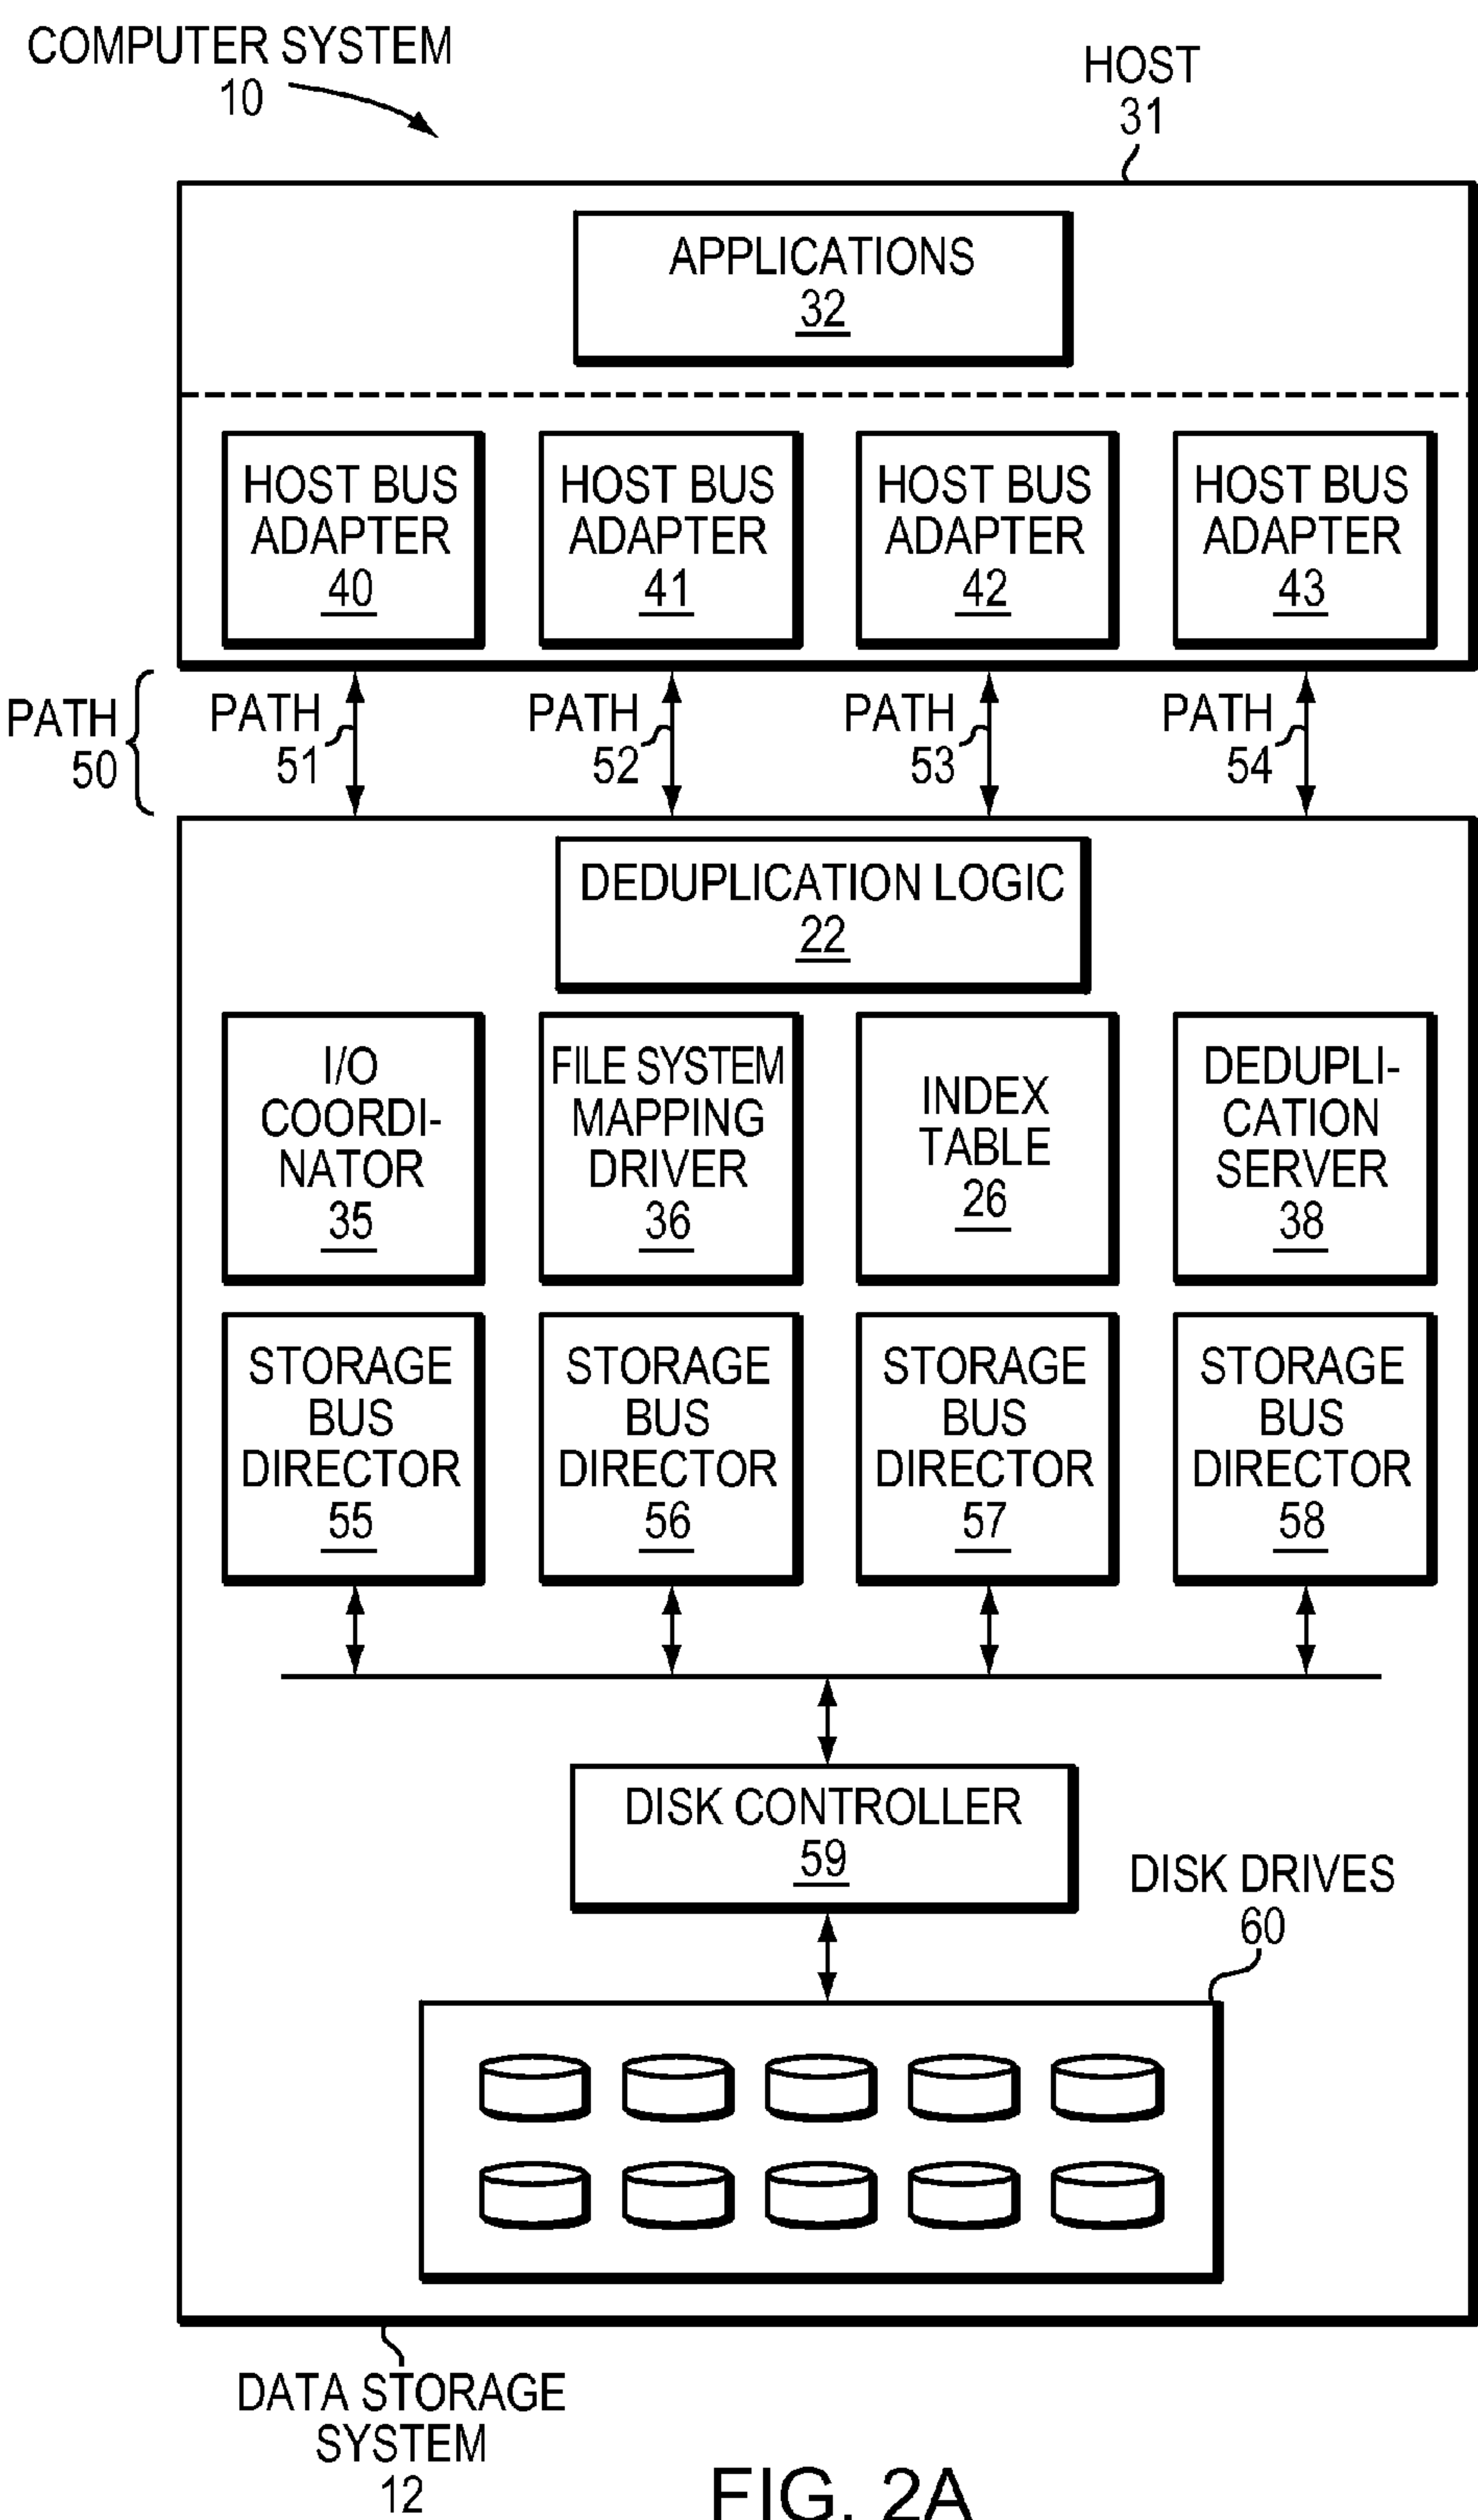 COMPUTER SYSTEM
10
HOST
31
APPLICATIONS
32
HOST BUS
ADAPTER
40
HOST BUS
ADAPTER
41
HOST BUS
ADAPTER
42
HOST BUS
ADAPTER
43
PATH
50
PATH
51
PATH
52
PATH
53
PATH
54
DEDUPLICATION LOGIC
22
I/O
COORDI-
NATOR
35
FILE SYSTEM
MAPPING
DRIVER
36
INDEX
TABLE
26
DEDUPLI-
CATION
SERVER
38
STORAGE
BUS
DIRECTOR
55
STORAGE
BUS
DIRECTOR
56
STORAGE
BUS
DIRECTOR
57
STORAGE
BUS
DIRECTOR
58
DISK CONTROLLER
59
DISK DRIVES
60
DATA STORAGE
SYSTEM
12
FIG. 2A